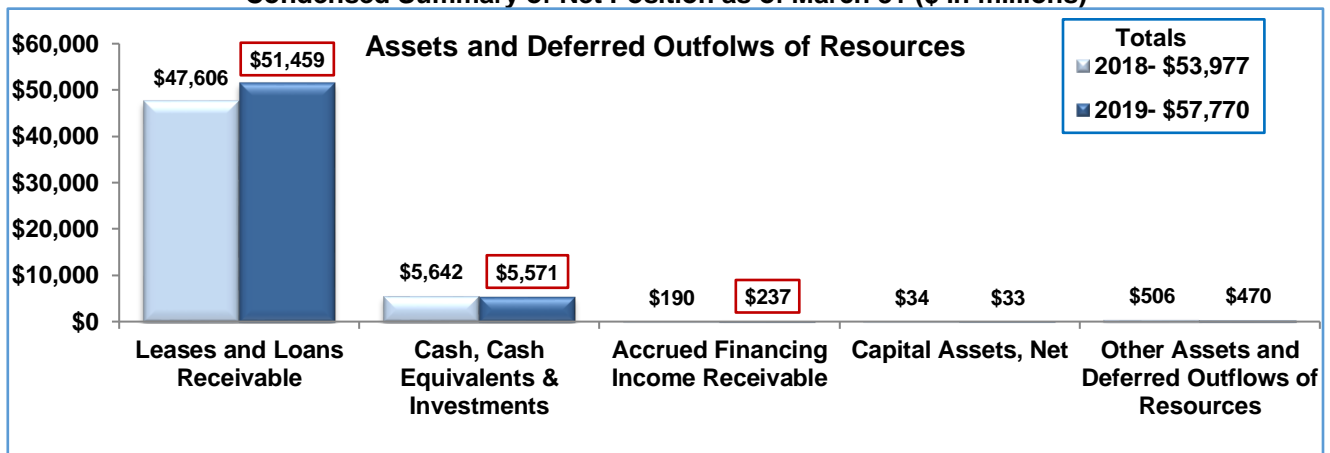 Condensed Summary of Net Position as of March 31 ($ in millions)
Assets and Deferred Outfolws of Resources
Totals
2018- $53,977
2019- $57,770
$60,000
$50,000
$40,000
$30,000
$20,000
$10,000
$0
$47,606
$51,459
$5,642
$5,571
$190
$237
$34
$33
$506
$470
Leases and Loans
Receivable
Cash, Cash
Equivalents &
Investments
Accrued Financing
Income Receivable
Capital Assets, Net
Other Assets and
Deferred Outflows of
Resources